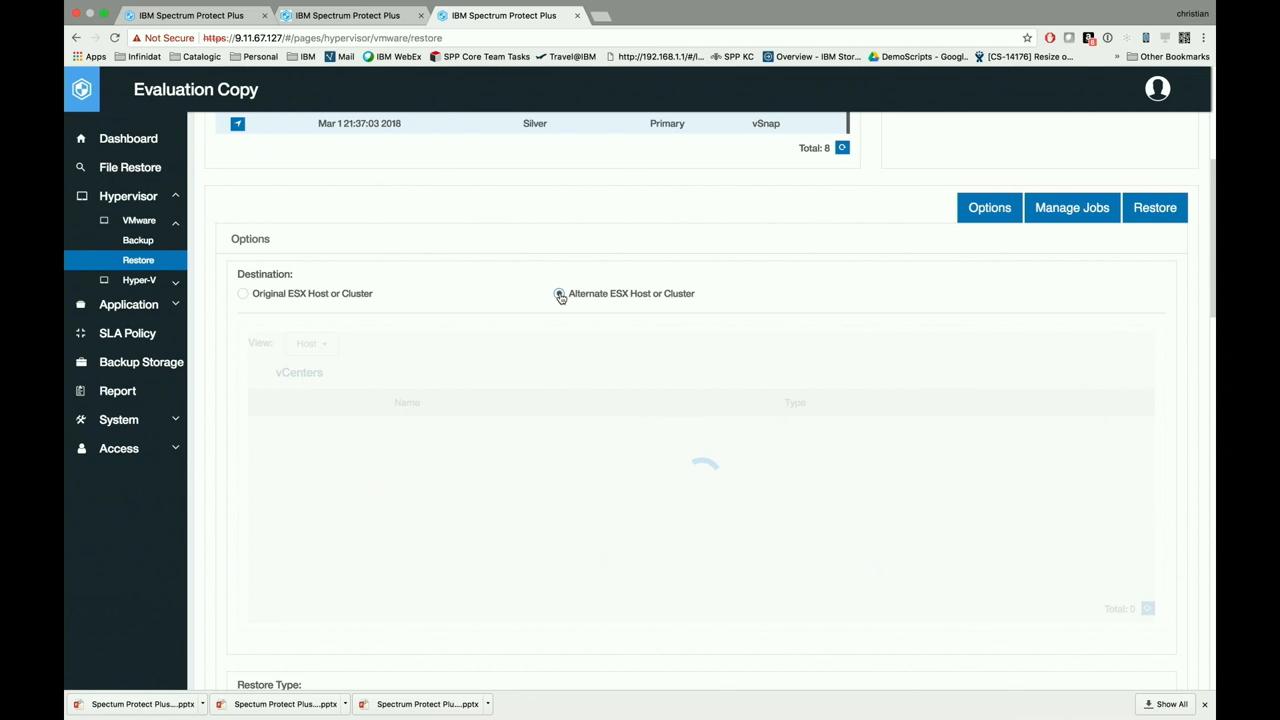 IBM Spectrum Protect Plus
IBM Spectrum Protect Plus
IBM Spectrum Protect Plus
christian
Not Secure
https://9.11.67.127/#/pages/hypervisor/vmware/restore
8
Apps
Infinidat
Catalogic
Personal
IBM
Mail
IBM WebEx
SPP Core Team Tasks
Travel@IBM
http://192.168.1.1/#/l...
SPP KC
Overview - IBM Stor...
DemoScripts - Googl..
[CS-14176] Resize o...
»
Other Bookmarks
Evaluation Copy
Dashboard
File Restore
Hypervisor
VMware
Backup
Restore
Hyper-V
Application
SLA Policy
Backup Storage
Report
System
Access
Mar 1 21:37:03 2018 Silver Primary vSnap
Total: 8
Options Manage Jobs Restore
Options
Destination:
Original ESX Host or Cluster Alternate ESX Host or Cluster
View: Host
vCenters
Name Type
Total: 0
Restore Type:
Spectum Protect Plus....pptx
Spectum Protect Plus....pptx
Spectum Protect Plu....pptx
Show All